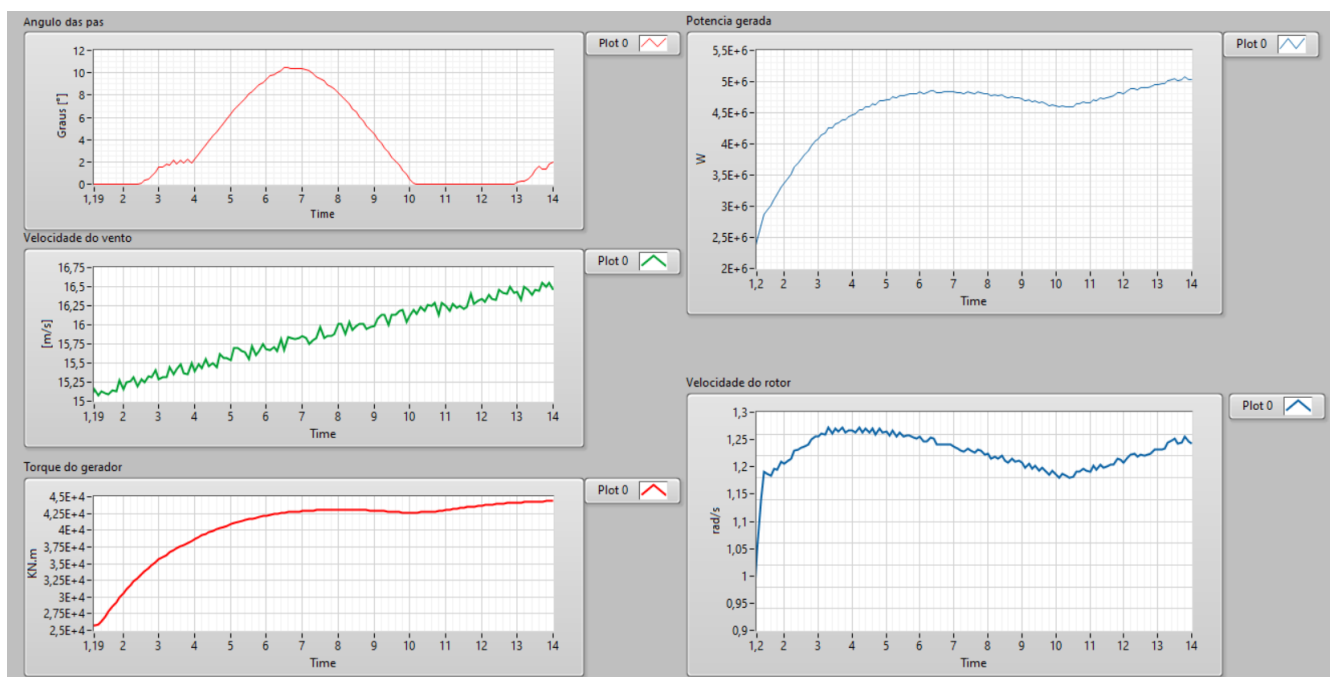 Angulo das pas
Plot 0
Graus [°]
12
10
8
6
4
2
0
1,19 2 3 4 5 6 7 8 9 10 11 12 13 14
Time
Velocidade do vento
Plot 0
[m/s]
16,75
16,5
16,25
16
15,75
15,5
15,25
15
1,19 2 3 4 5 6 7 8 9 10 11 12 13 14
Time
Torque do gerador
Plot 0
KN.m
4,5E+4
4,25E+4
4E+4
3,75E+4
3,5E+4
3,25E+4
3E+4
2,75E+4
2,5E+4
1,19 2 3 4 5 6 7 8 9 10 11 12 13 14
Time
Potencia gerada
Plot 0
W
5,5E+6
5E+6
4,5E+6
4E+6
3,5E+6
3E+6
2,5E+6
2E+6
1,2 2 3 4 5 6 7 8 9 10 11 12 13 14
Time
Velocidade do rotor
Plot 0
rad/s
1,3
1,25
1,2
1,15
1,1
1,05
1
0,95
0,9
1,2 2 3 4 5 6 7 8 9 10 11 12 13 14
Time